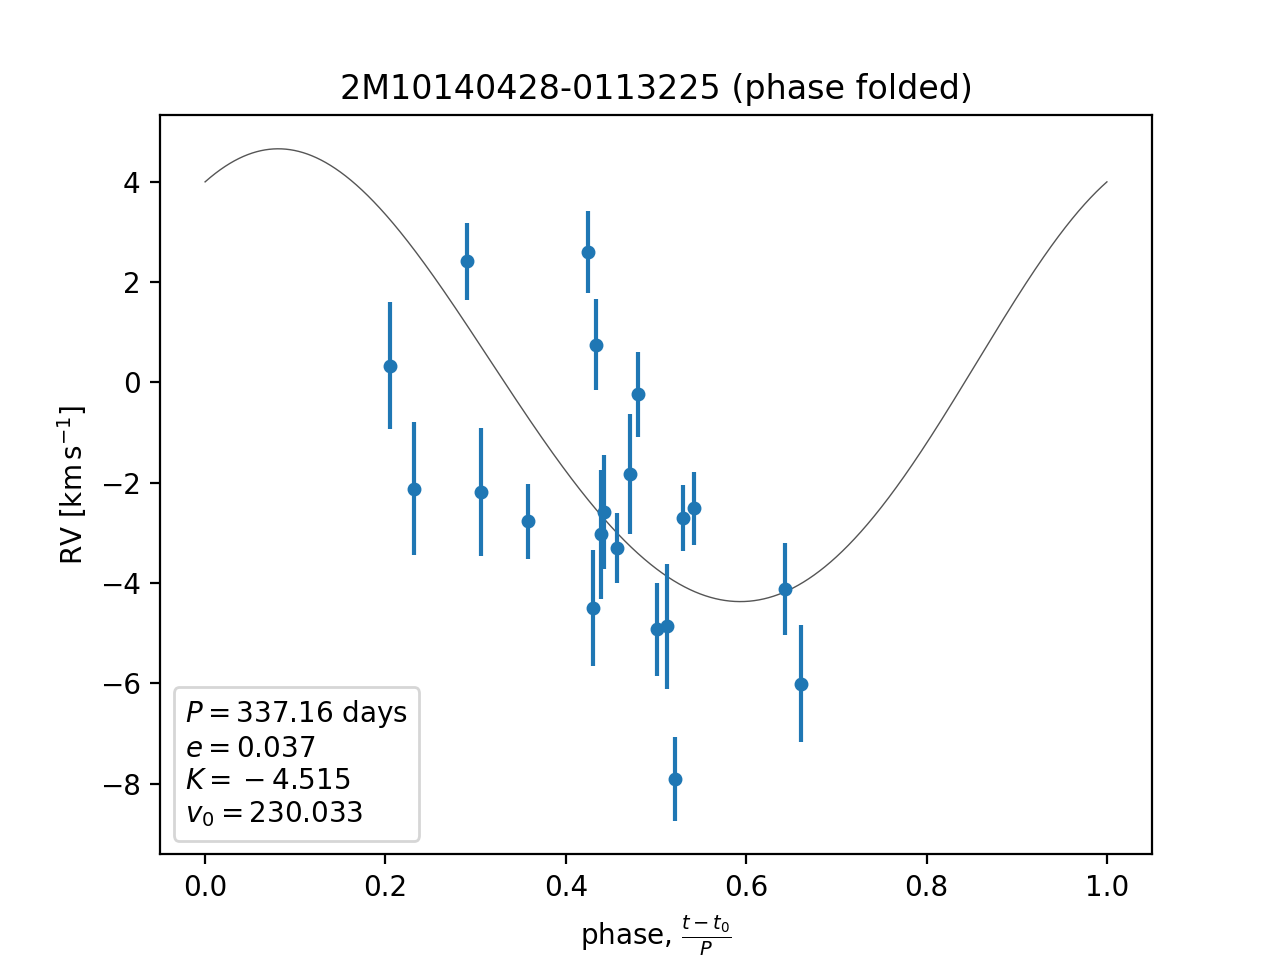 2M10140428-0113225 (phase folded)
RV [km s⁻¹]
4
2
0
−2
−4
−6
−8
P = 337.16 days
e = 0.037
K = −4.515
v₀ = 230.033
0.0 0.2 0.4 0.6 0.8 1.0
phase, (t − t₀)/P